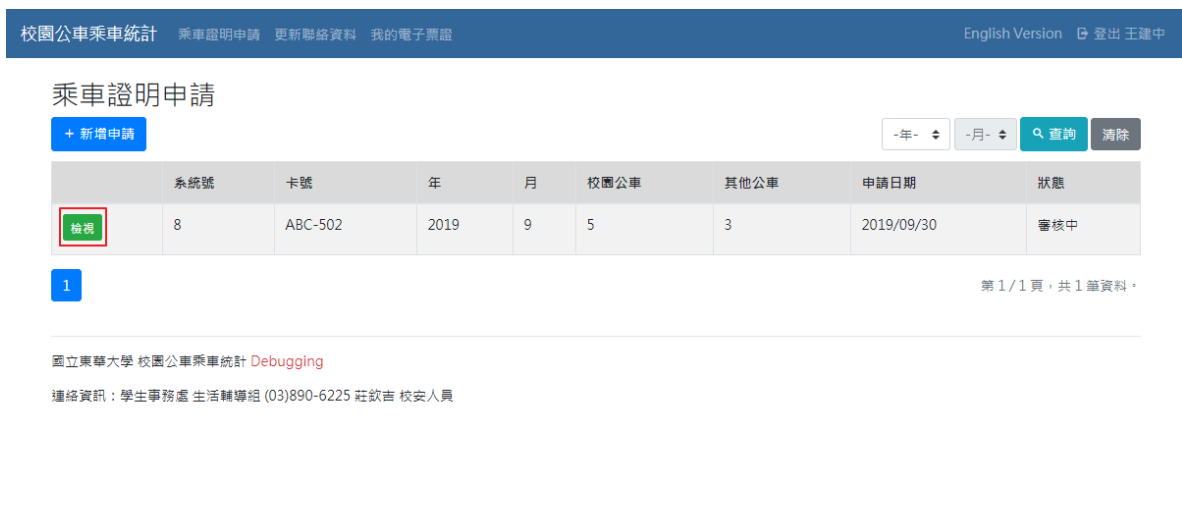 校園公車乘車統計 乘車證明申請 更新聯絡資料 我的電子票證 English Version 登出 王建中
乘車證明申請
+ 新增申請 -年- -月- 查詢 清除
系統號 卡號 年 月 校園公車 其他公車 申請日期 狀態
檢視 8 ABC-502 2019 9 5 3 2019/09/30 審核中
1 第 1 / 1 頁，共 1 筆資料。
國立東華大學 校園公車乘車統計 Debugging
連絡資訊：學生事務處 生活輔導組 (03)890-6225 莊欽吉 校安人員